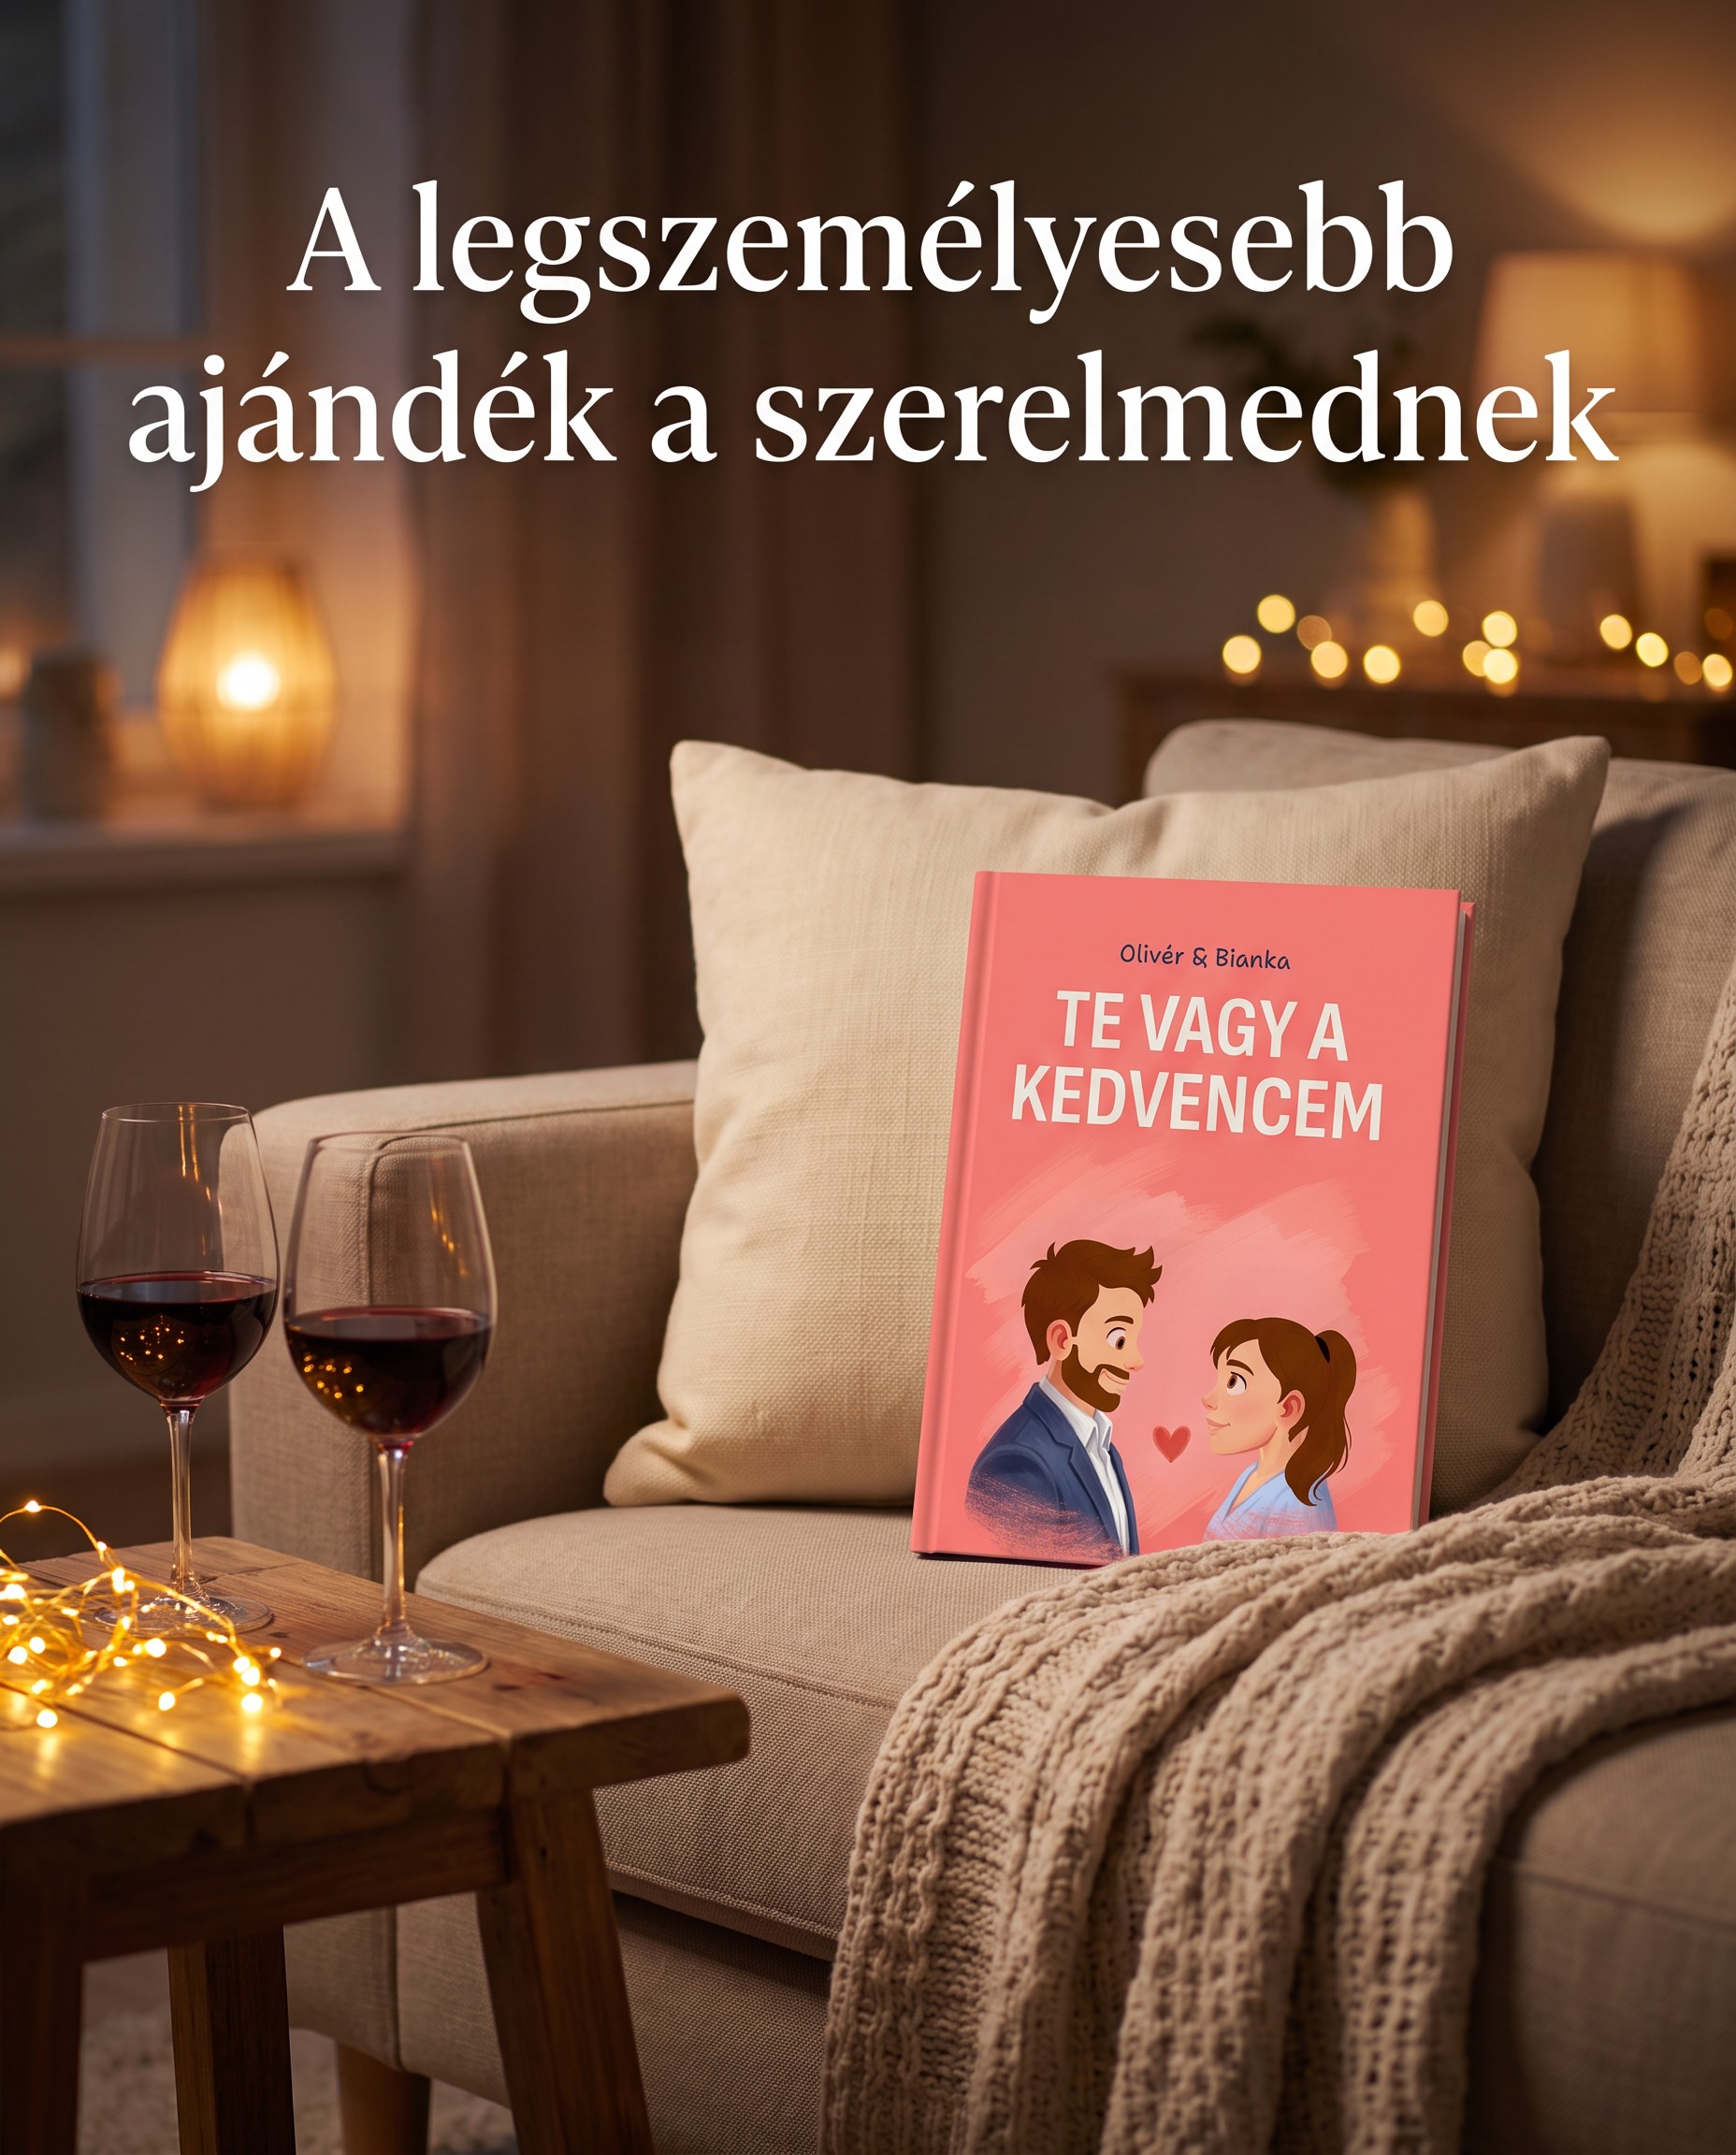 A legszemélyesebb
ajándék a szerelmednek
Olivér & Bianka
TE VAGY A
KEDVENCEM